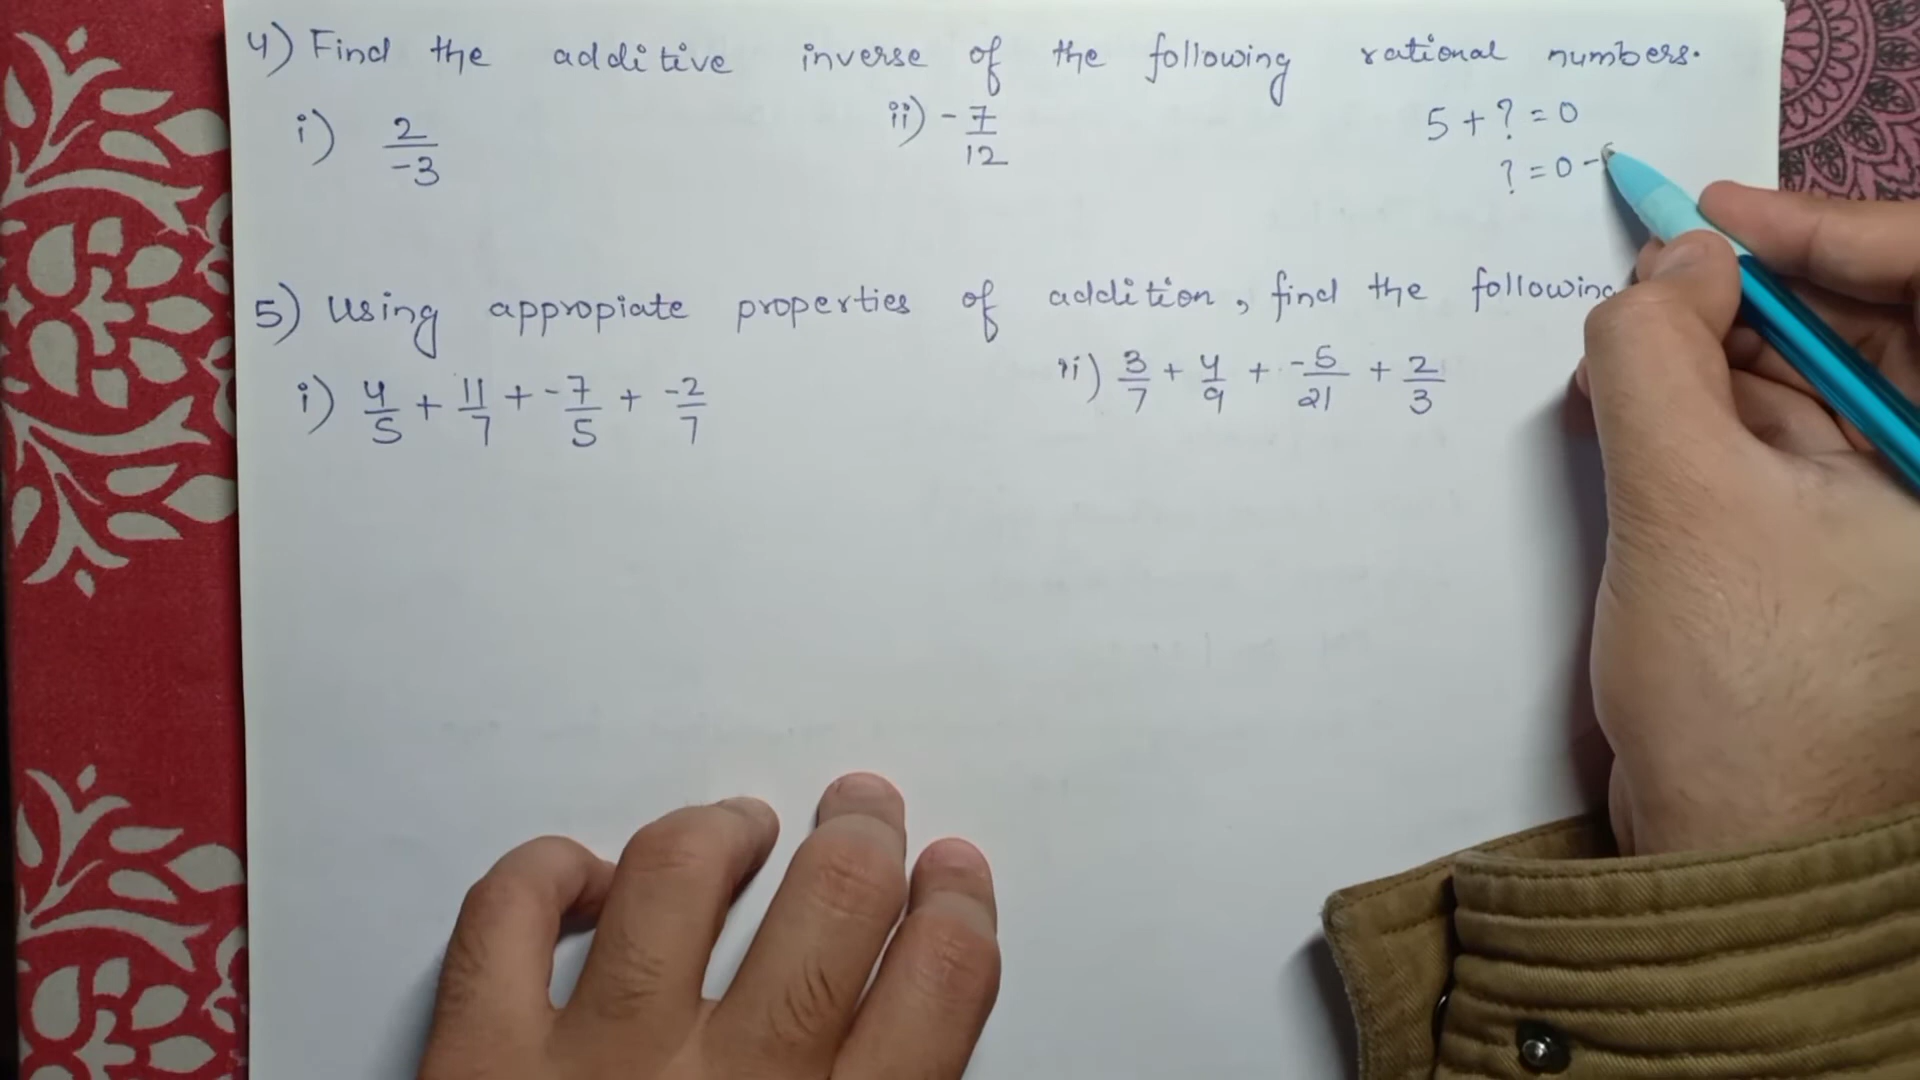 4) Find the additive inverse of the following rational numbers.
i) 2/-3 ii) -7/12 5 + ? = 0
? = 0 -
5) Using appropiate properties of addition, find the following
i) 4/5 + 11/7 + -7/5 + -2/7 ii) 3/7 + 4/9 + -5/21 + 2/3